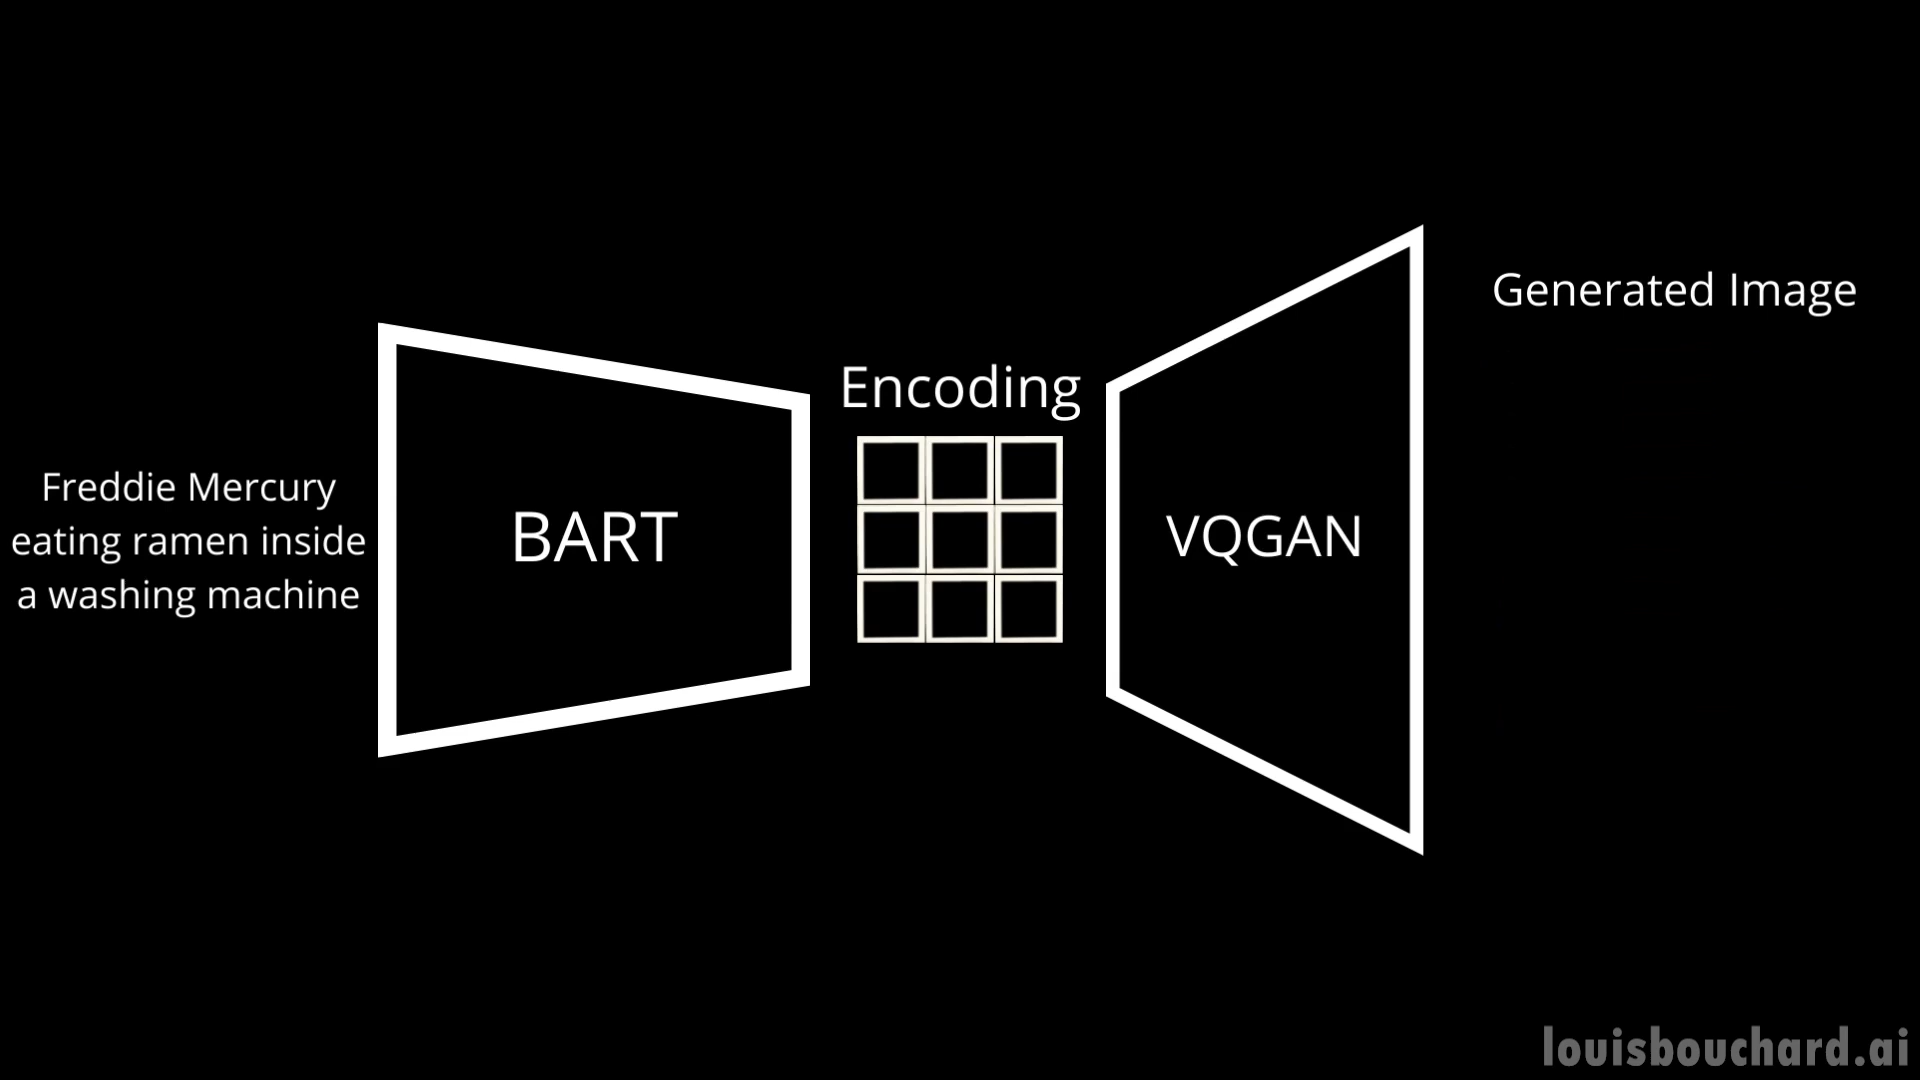 Freddie Mercury
eating ramen inside
a washing machine
BART
Encoding
VQGAN
Generated Image
louisbouchard.ai